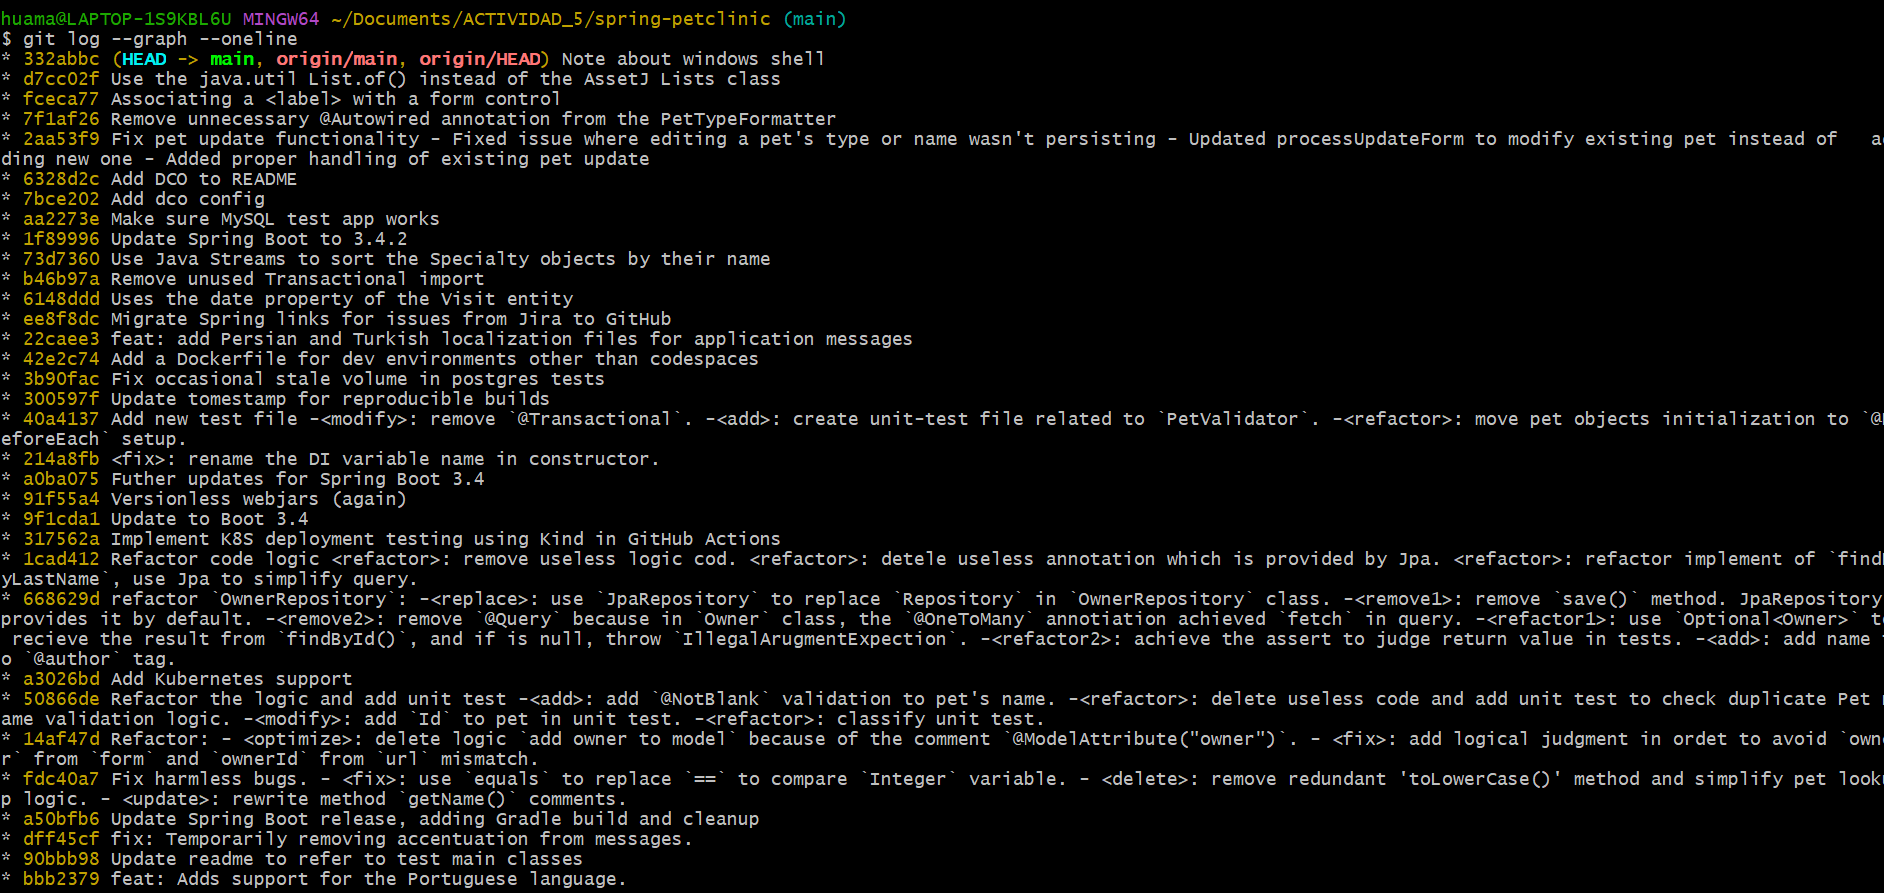 huama@LAPTOP-1S9KBL6U MINGW64 ~/Documents/ACTIVIDAD_5/spring-petclinic (main)
$ git log --graph --oneline
* 332abbc (HEAD -> main, origin/main, origin/HEAD) Note about windows shell
* d7cc02f Use the java.util List.of() instead of the AssetJ Lists class
* fceca77 Associating a <label> with a form control
* 7f1af26 Remove unnecessary @Autowired annotation from the PetTypeFormatter
* 2aa53f9 Fix pet update functionality - Fixed issue where editing a pet's type or name wasn't persisting - Updated processUpdateForm to modify existing pet instead of
ding new one - Added proper handling of existing pet update
* 6328d2c Add DCO to README
* 7bce202 Add dco config
* aa2273e Make sure MySQL test app works
* 1f89996 Update Spring Boot to 3.4.2
* 73d7360 Use Java Streams to sort the Specialty objects by their name
* b46b97a Remove unused Transactional import
* 6148ddd Uses the date property of the Visit entity
* ee8f8dc Migrate Spring links for issues from Jira to GitHub
* 22caee3 feat: add Persian and Turkish localization files for application messages
* 42e2c74 Add a Dockerfile for dev environments other than codespaces
* 3b90fac Fix occasional stale volume in postgres tests
* 300597f Update tomestamp for reproducible builds
* 40a4137 Add new test file -<modify>: remove `@Transactional`. -<add>: create unit-test file related to `PetValidator`. -<refactor>: move pet objects initialization to `@
eforeEach` setup.
* 214a8fb <fix>: rename the DI variable name in constructor.
* a0ba075 Futher updates for Spring Boot 3.4
* 91f55a4 Versionless webjars (again)
* 9f1cda1 Update to Boot 3.4
* 317562a Implement K8S deployment testing using Kind in GitHub Actions
* 1cad412 Refactor code logic <refactor>: remove useless logic cod. <refactor>: detele useless annotation which is provided by Jpa. <refactor>: refactor implement of `find
yLastName`, use Jpa to simplify query.
* 668629d refactor `OwnerRepository`: -<replace>: use `JpaRepository` to replace `Repository` in `OwnerRepository` class. -<remove1>: remove `save()` method. JpaRepository
provides it by default. -<remove2>: remove `@Query` because in `Owner` class, the `@OneToMany` annotiation achieved `fetch` in query. -<refactor1>: use `Optional<Owner>` t
recieve the result from `findById()`, and if is null, throw `IllegalArugmentExpection`. -<refactor2>: achieve the assert to judge return value in tests. -<add>: add name
o `@author` tag.
* a3026bd Add Kubernetes support
* 50866de Refactor the logic and add unit test -<add>: add `@NotBlank` validation to pet's name. -<refactor>: delete useless code and add unit test to check duplicate Pet
ame validation logic. -<modify>: add `Id` to pet in unit test. -<refactor>: classify unit test.
* 14af47d Refactor: - <optimize>: delete logic `add owner to model` because of the comment `@ModelAttribute("owner")`. - <fix>: add logical judgment in ordet to avoid `own
r` from `form` and `ownerId` from `url` mismatch.
* fdc40a7 Fix harmless bugs. - <fix>: use `equals` to replace `==` to compare `Integer` variable. - <delete>: remove redundant 'toLowerCase()' method and simplify pet look
p logic. - <update>: rewrite method `getName()` comments.
* a50bfb6 Update Spring Boot release, adding Gradle build and cleanup
* dff45cf fix: Temporarily removing accentuation from messages.
* 90bbb98 Update readme to refer to test main classes
* bbb2379 feat: Adds support for the Portuguese language.